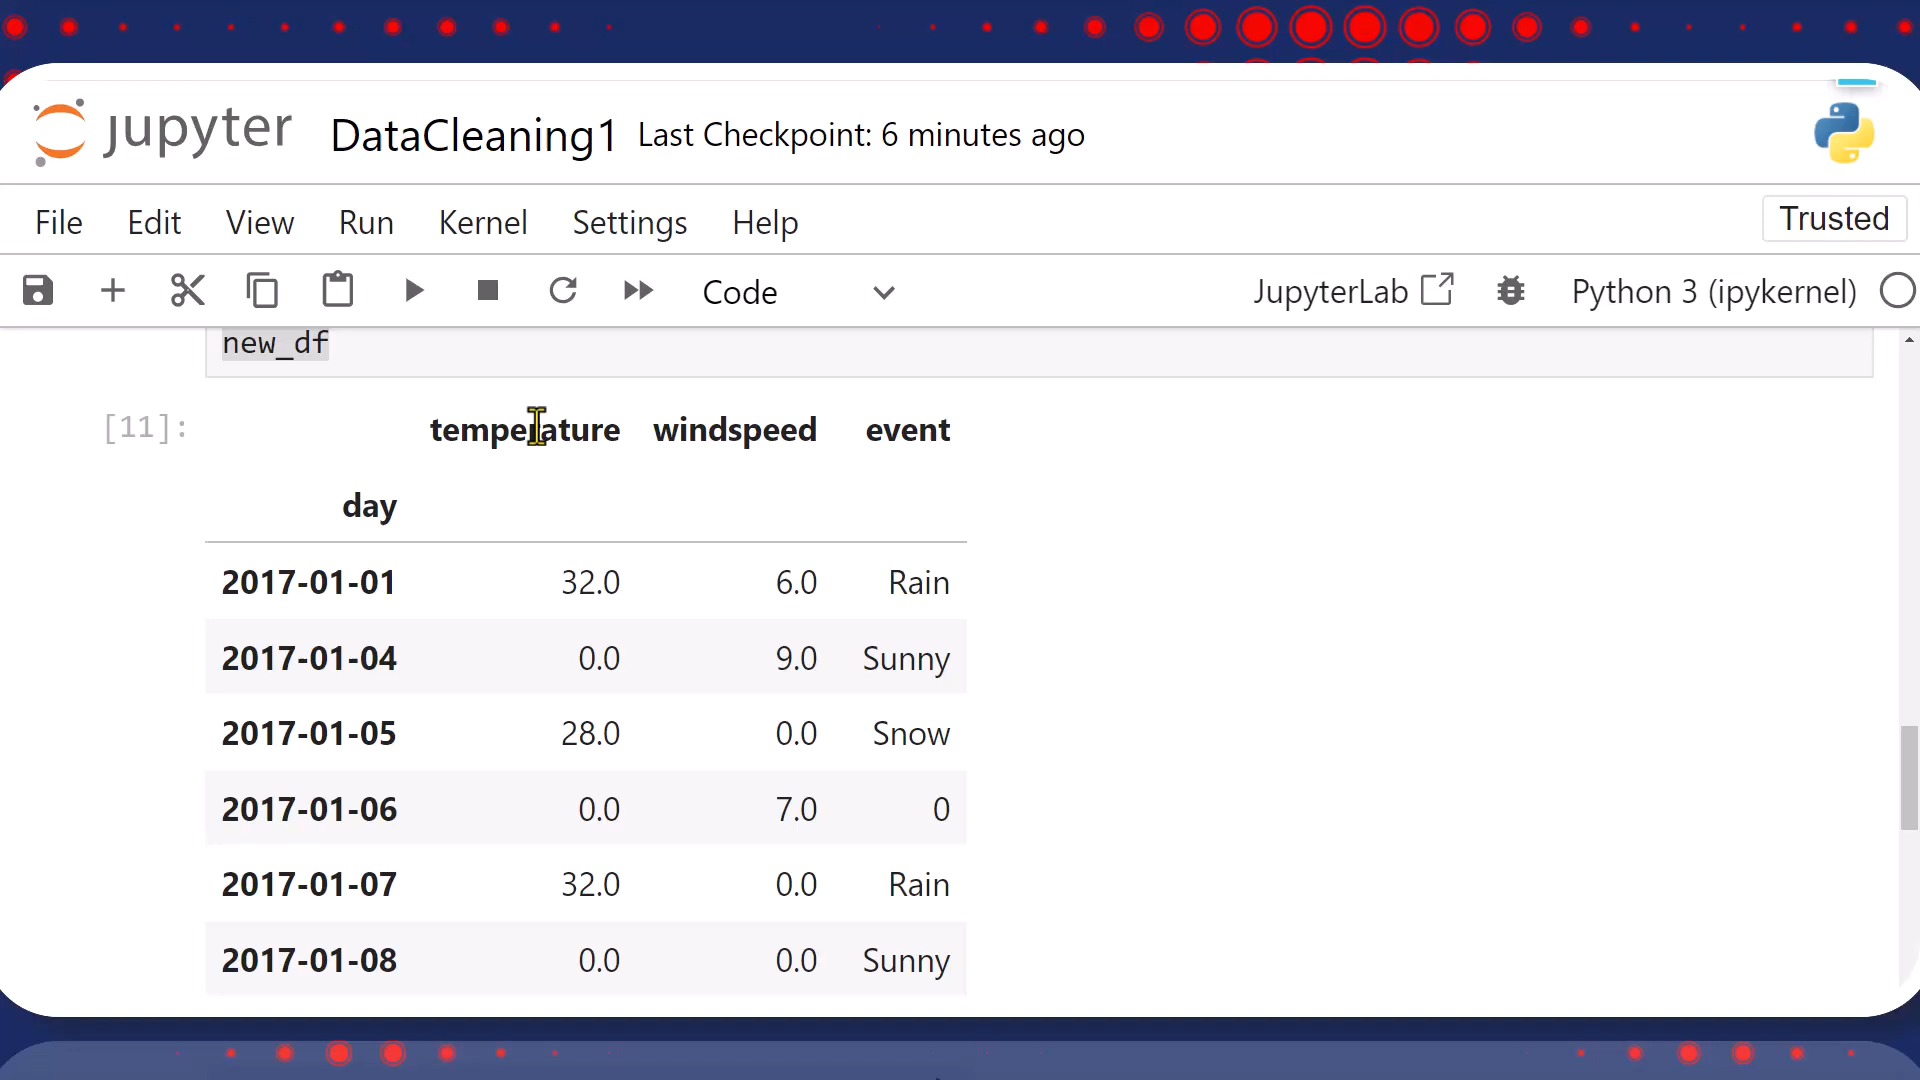 jupyter DataCleaning1 Last Checkpoint: 6 minutes ago
File Edit View Run Kernel Settings Help Trusted
Code JupyterLab Python 3 (ipykernel)
new_df
[11]: temperature windspeed event
day
2017-01-01 32.0 6.0 Rain
2017-01-04 0.0 9.0 Sunny
2017-01-05 28.0 0.0 Snow
2017-01-06 0.0 7.0 0
2017-01-07 32.0 0.0 Rain
2017-01-08 0.0 0.0 Sunny